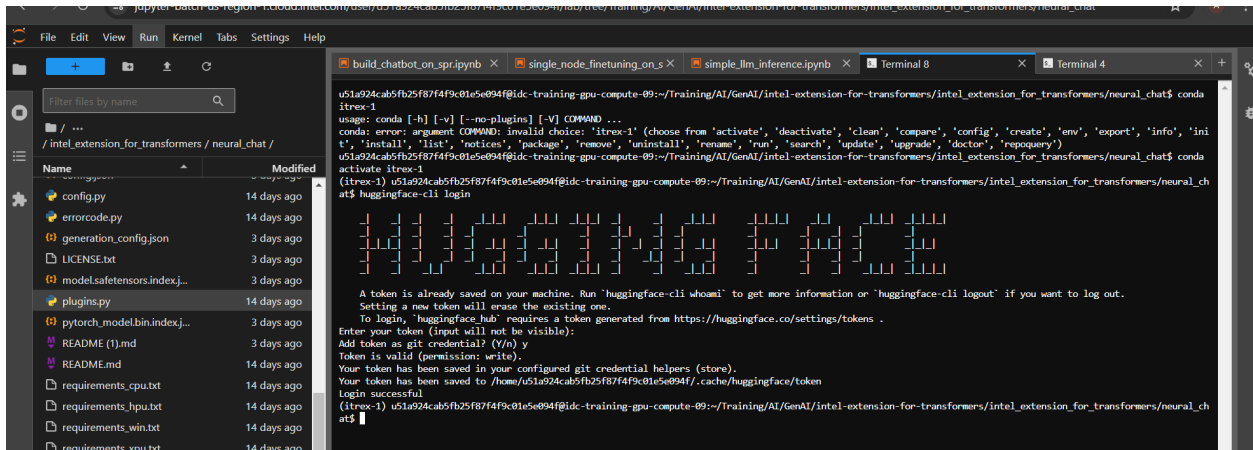 File Edit View Run Kernel Tabs Settings Help
Filter files by name
/ ...
/ intel_extension_for_transformers / neural_chat /
Name Modified
config.py 14 days ago
errorcode.py 14 days ago
generation_config.json 3 days ago
LICENSE.txt 3 days ago
model.safetensors.index.j... 3 days ago
plugins.py 14 days ago
pytorch_model.bin.index.j... 3 days ago
README (1).md 3 days ago
README.md 14 days ago
requirements_cpu.txt 14 days ago
requirements_hpu.txt 14 days ago
requirements_win.txt 14 days ago
requirements_xpu.txt 14 days ago
build_chatbot_on_spr.ipynb single_node_finetuning_on_s simple_llm_inference.ipynb Terminal 8 Terminal 4
u51a924cab5fb25f87f4f9c01e5e094f@idc-training-gpu-compute-09:~/Training/AI/GenAI/intel-extension-for-transformers/intel_extension_for_transformers/neural_chat$ conda
itrex-1
usage: conda [-h] [-v] [--no-plugins] [-V] COMMAND ...
conda: error: argument COMMAND: invalid choice: 'itrex-1' (choose from 'activate', 'deactivate', 'clean', 'compare', 'config', 'create', 'env', 'export', 'info', 'ini
t', 'install', 'list', 'notices', 'package', 'remove', 'uninstall', 'rename', 'run', 'search', 'update', 'upgrade', 'doctor', 'repoquery')
u51a924cab5fb25f87f4f9c01e5e094f@idc-training-gpu-compute-09:~/Training/AI/GenAI/intel-extension-for-transformers/intel_extension_for_transformers/neural_chat$ conda
activate itrex-1
(itrex-1) u51a924cab5fb25f87f4f9c01e5e094f@idc-training-gpu-compute-09:~/Training/AI/GenAI/intel-extension-for-transformers/intel_extension_for_transformers/neural_ch
at$ huggingface-cli login
HUGGING FACE
A token is already saved on your machine. Run `huggingface-cli whoami` to get more information or `huggingface-cli logout` if you want to log out.
Setting a new token will erase the existing one.
To login, `huggingface_hub` requires a token generated from https://huggingface.co/settings/tokens .
Enter your token (input will not be visible):
Add token as git credential? (Y/n) y
Token is valid (permission: write).
Your token has been saved in your configured git credential helpers (store).
Your token has been saved to /home/u51a924cab5fb25f87f4f9c01e5e094f/.cache/huggingface/token
Login successful
(itrex-1) u51a924cab5fb25f87f4f9c01e5e094f@idc-training-gpu-compute-09:~/Training/AI/GenAI/intel-extension-for-transformers/intel_extension_for_transformers/neural_ch
at$